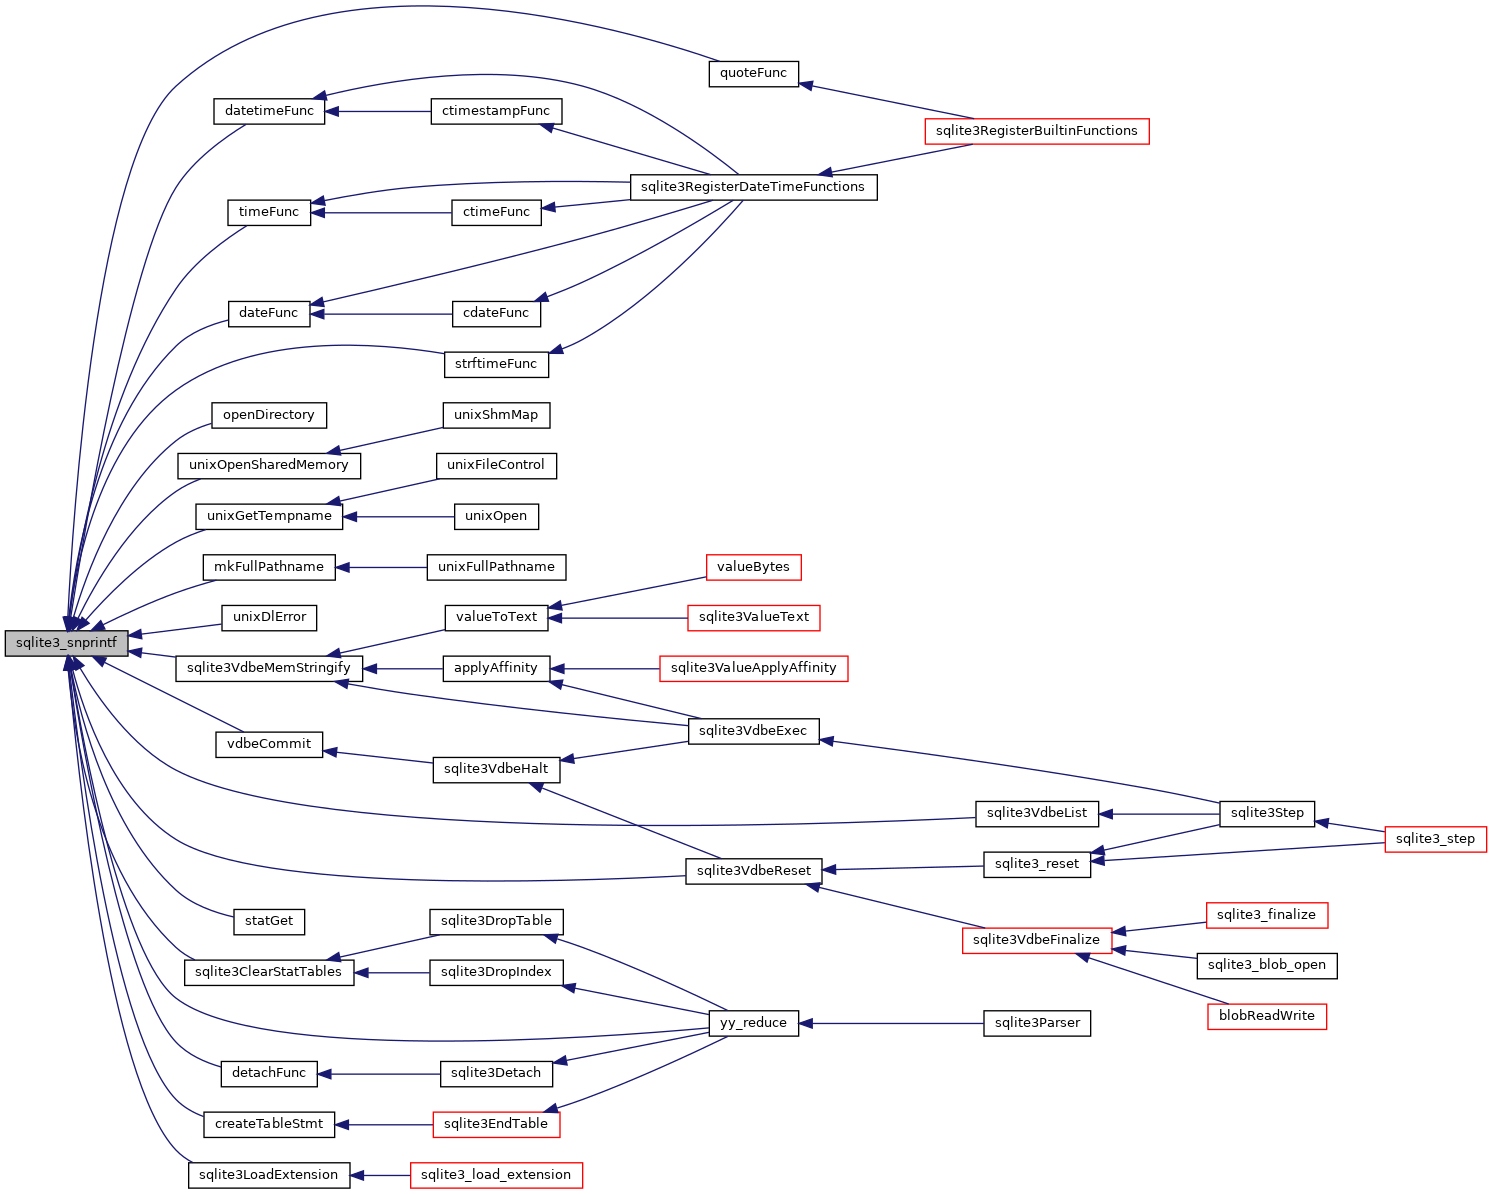 quoteFunc
datetimeFunc
ctimestampFunc
sqlite3RegisterBuiltinFunctions
sqlite3RegisterDateTimeFunctions
timeFunc
ctimeFunc
dateFunc
cdateFunc
strftimeFunc
openDirectory
unixShmMap
unixOpenSharedMemory
unixFileControl
unixGetTempname
unixOpen
mkFullPathname
unixFullPathname
valueBytes
unixDlError
valueToText
sqlite3ValueText
sqlite3_snprintf
sqlite3VdbeMemStringify
applyAffinity
sqlite3ValueApplyAffinity
sqlite3VdbeExec
vdbeCommit
sqlite3VdbeHalt
sqlite3VdbeList
sqlite3Step
sqlite3_step
sqlite3VdbeReset
sqlite3_reset
statGet
sqlite3DropTable
sqlite3_finalize
sqlite3VdbeFinalize
sqlite3ClearStatTables
sqlite3DropIndex
sqlite3_blob_open
yy_reduce
sqlite3Parser
blobReadWrite
detachFunc
sqlite3Detach
createTableStmt
sqlite3EndTable
sqlite3LoadExtension
sqlite3_load_extension